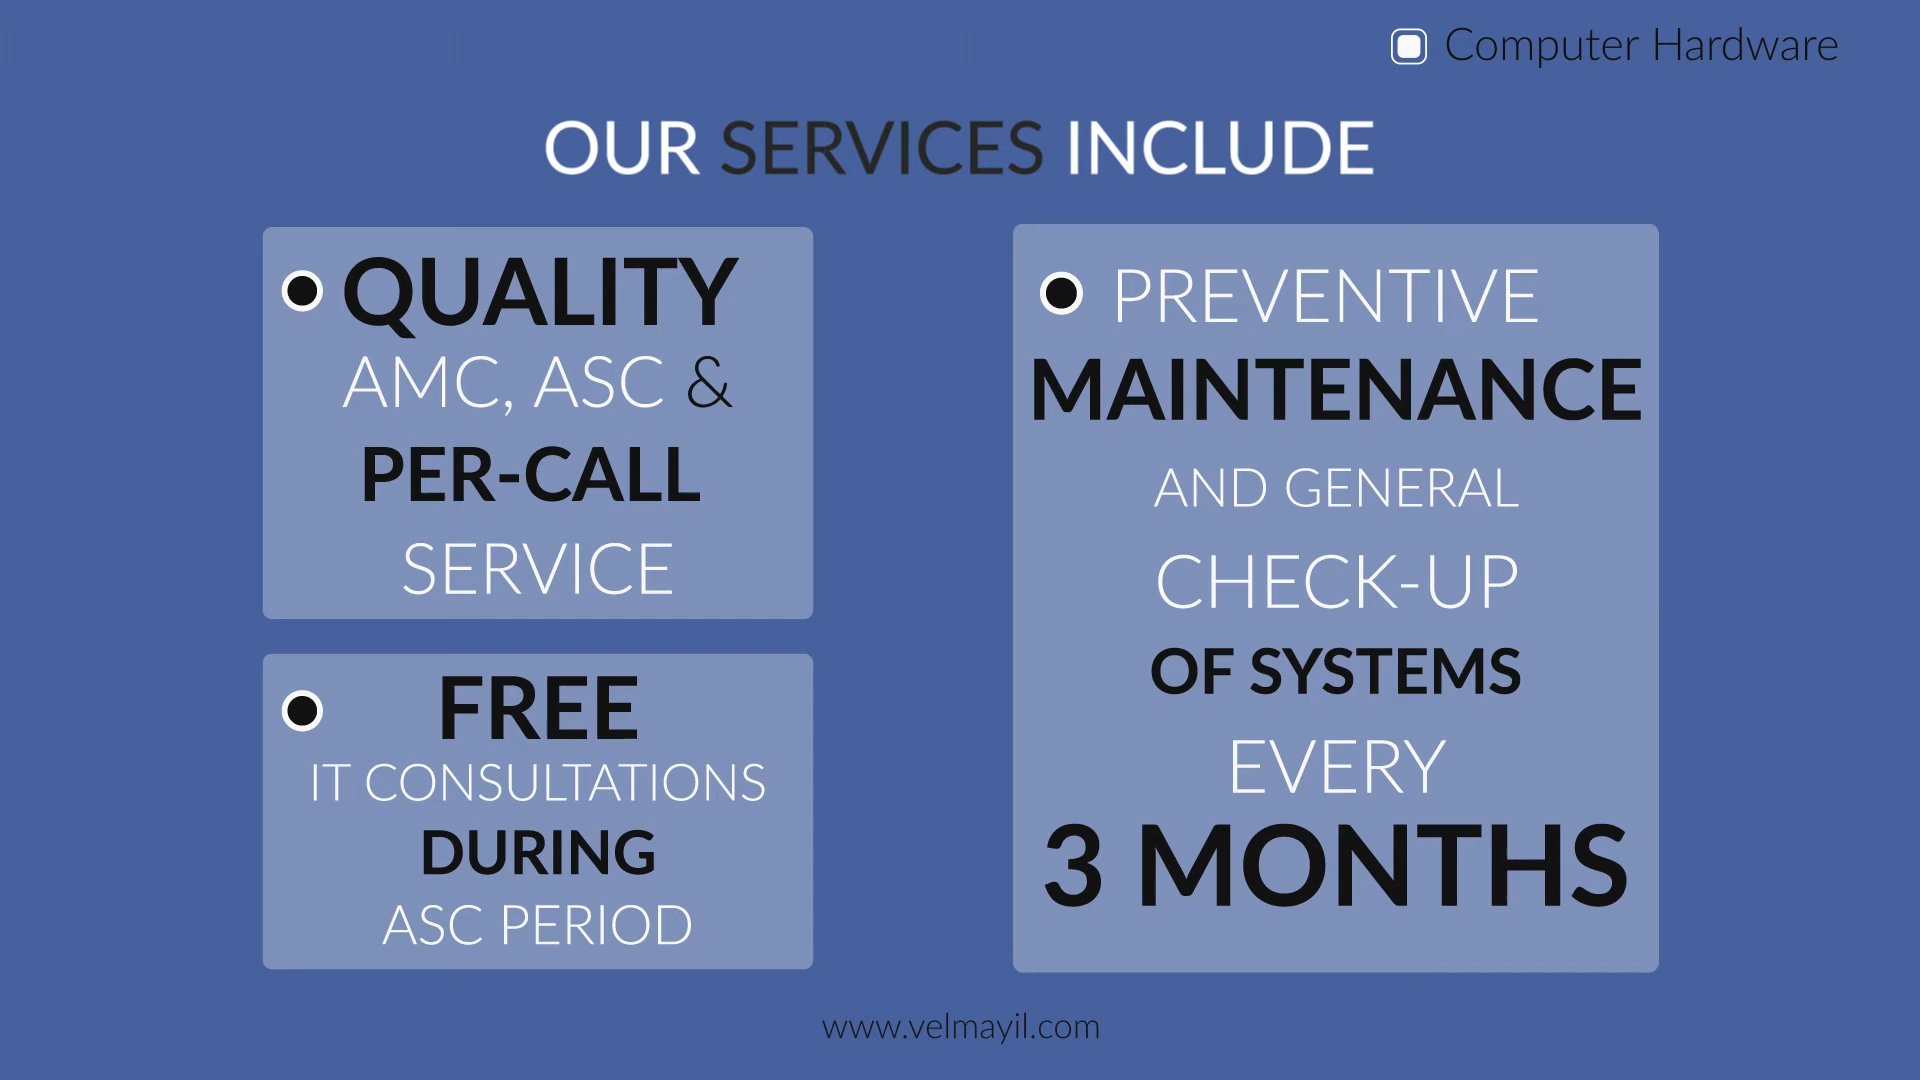 Computer Hardware
OUR SERVICES INCLUDE
QUALITY
AMC, ASC &
PER-CALL
SERVICE
FREE
IT CONSULTATIONS
DURING
ASC PERIOD
PREVENTIVE
MAINTENANCE
AND GENERAL
CHECK-UP
OF SYSTEMS
EVERY
3 MONTHS
www.velmayil.com